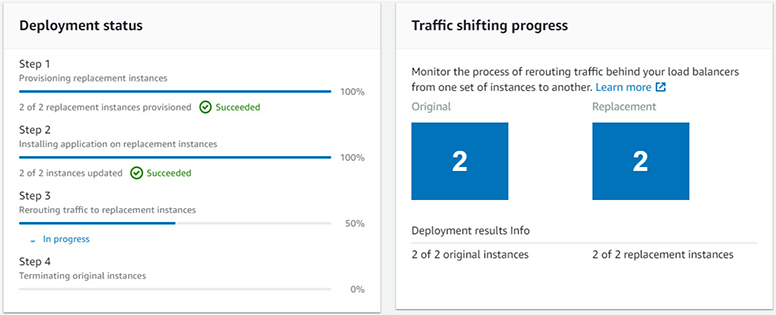 Deployment status
Step 1
Provisioning replacement instances
100%
2 of 2 replacement instances provisioned Succeeded
Step 2
Installing application on replacement instances
100%
2 of 2 instances updated Succeeded
Step 3
Rerouting traffic to replacement instances
50%
In progress
Step 4
Terminating original instances
0%
Traffic shifting progress
Monitor the process of rerouting traffic behind your load balancers
from one set of instances to another. Learn more
Original Replacement
2 2
Deployment results Info
2 of 2 original instances 2 of 2 replacement instances